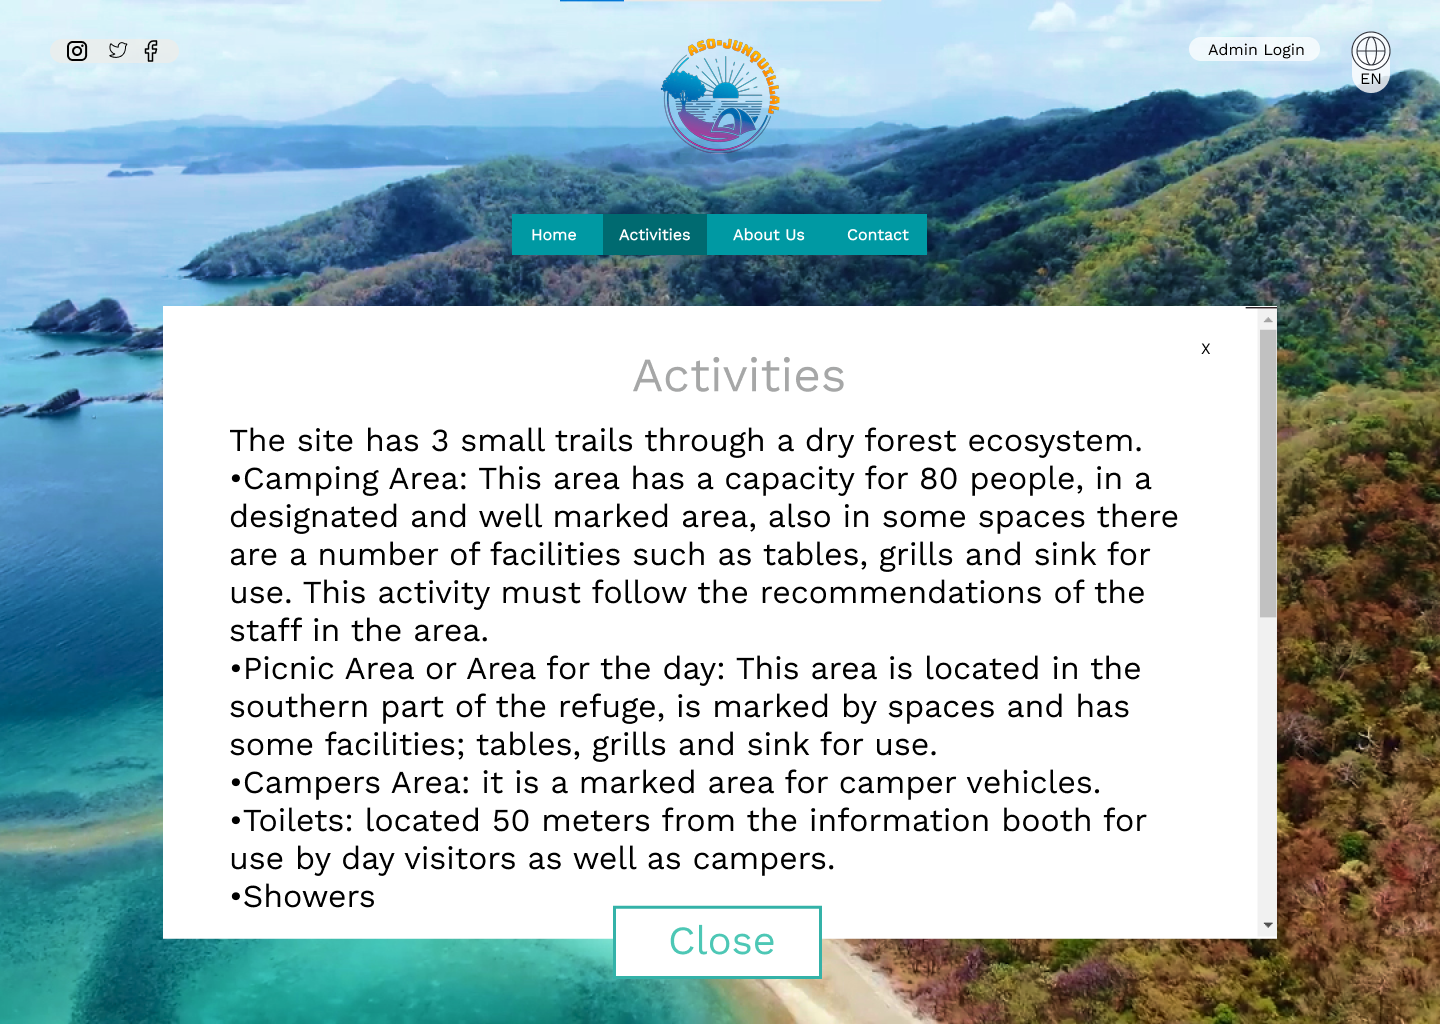 ASO-JUNQUILLAL
Admin Login
EN
Home Activities About Us Contact
X
Activities
The site has 3 small trails through a dry forest ecosystem.
•Camping Area: This area has a capacity for 80 people, in a
designated and well marked area, also in some spaces there
are a number of facilities such as tables, grills and sink for
use. This activity must follow the recommendations of the
staff in the area.
•Picnic Area or Area for the day: This area is located in the
southern part of the refuge, is marked by spaces and has
some facilities; tables, grills and sink for use.
•Campers Area: it is a marked area for camper vehicles.
•Toilets: located 50 meters from the information booth for
use by day visitors as well as campers.
•Showers
Close